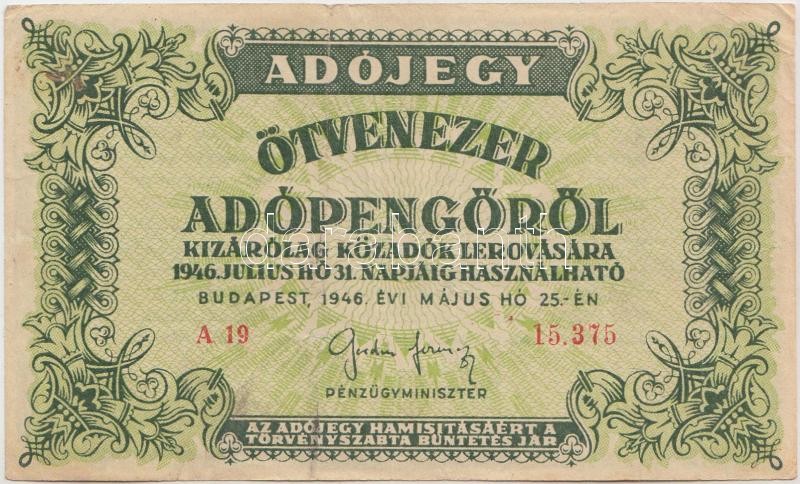 ADÓJEGY
ÖTVENEZER
ADÓPENGŐRŐL
KIZÁRÓLAG KÖZADÓK LEROVÁSÁRA
1946. JULIUS HÓ 31. NAPJÁIG HASZNÁLHATÓ
BUDAPEST, 1946. ÉVI MÁJUS HÓ 25.-ÉN
A 19 15.375
PÉNZÜGYMINISZTER
AZ ADÓJEGY HAMISITÁSÁÉRT A
TÖRVÉNYSZABTA BÜNTETÉS JÁR